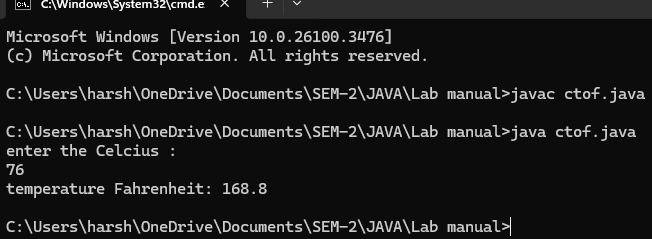 C:\Windows\System32\cmd.e
Microsoft Windows [Version 10.0.26100.3476]
(c) Microsoft Corporation. All rights reserved.
C:\Users\harsh\OneDrive\Documents\SEM-2\JAVA\Lab manual>javac ctof.java
C:\Users\harsh\OneDrive\Documents\SEM-2\JAVA\Lab manual>java ctof.java
enter the Celcius :
76
temperature Fahrenheit: 168.8
C:\Users\harsh\OneDrive\Documents\SEM-2\JAVA\Lab manual>